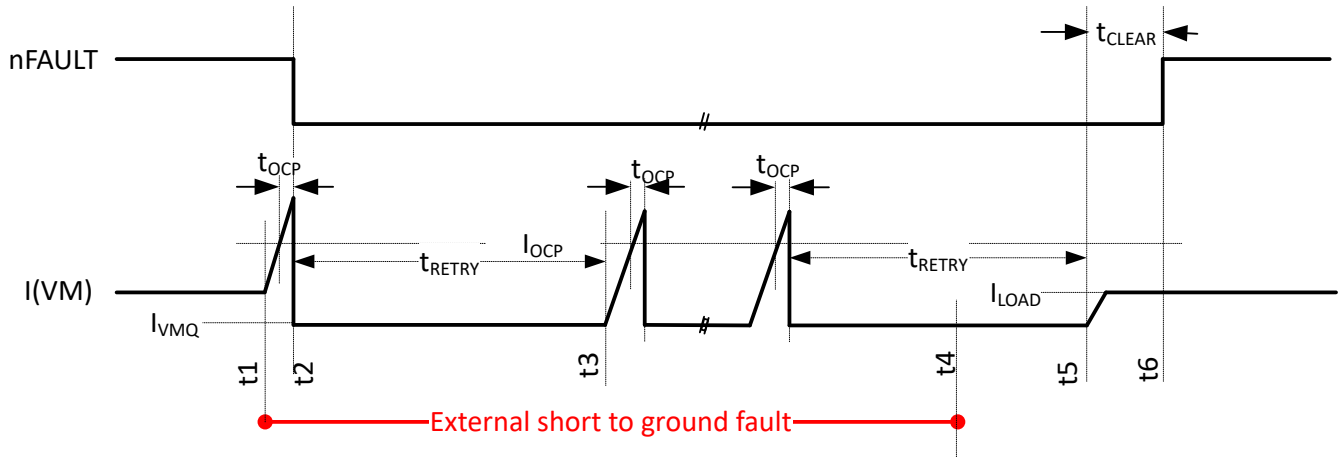 tCLEAR
nFAULT
tOCP
tOCP
tOCP
tRETRY
IOCP
tRETRY
I(VM)
ILOAD
IVMQ
t1
t2
t3
t4
t5
t6
External short to ground fault